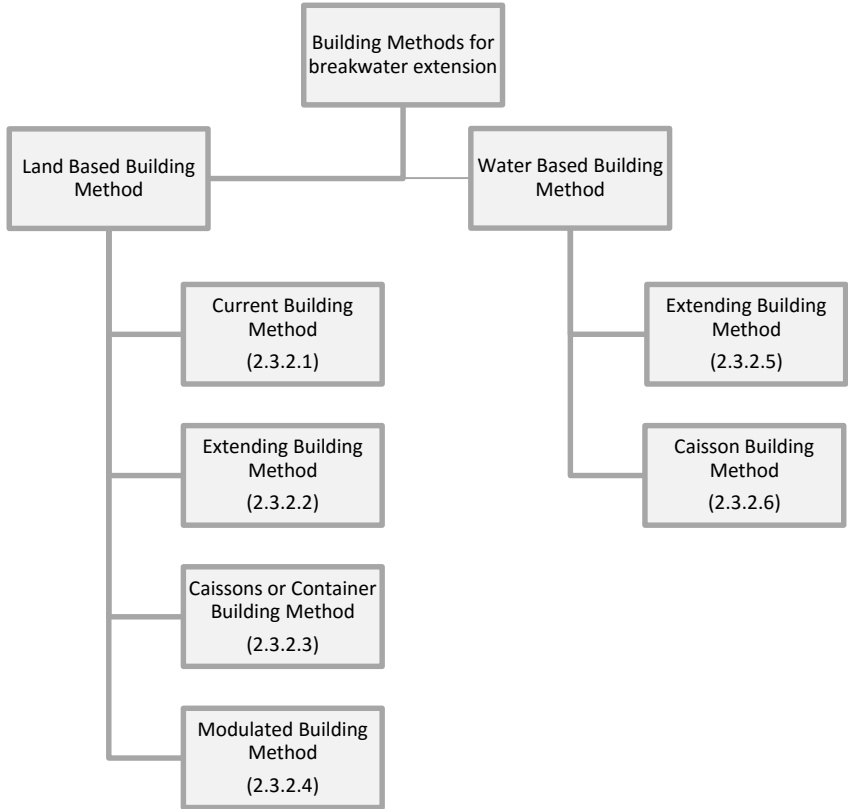 Building Methods for
breakwater extension
Land Based Building
Method
Water Based Building
Method
Current Building
Method
(2.3.2.1)
Extending Building
Method
(2.3.2.2)
Caissons or Container
Building Method
(2.3.2.3)
Modulated Building
Method
(2.3.2.4)
Extending Building
Method
(2.3.2.5)
Caisson Building
Method
(2.3.2.6)